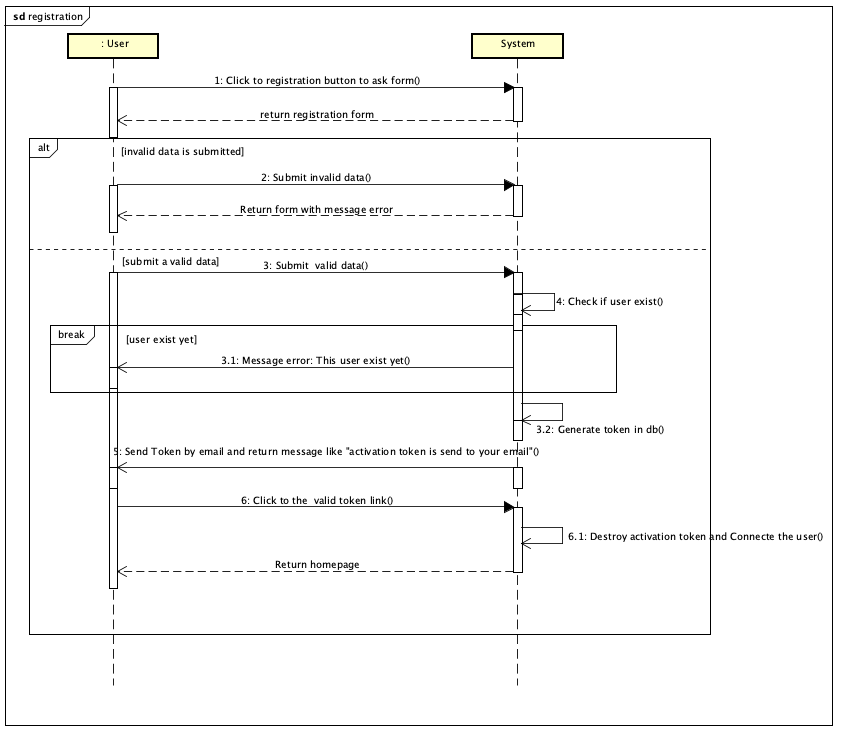 sd registration
: User
System
1: Click to registration button to ask form()
return registration form
alt
[invalid data is submitted]
2: Submit invalid data()
Return form with message error
[submit a valid data]
3: Submit  valid data()
4: Check if user exist()
break
[user exist yet]
3.1: Message error: This user exist yet()
3.2: Generate token in db()
5: Send Token by email and return message like "activation token is send to your email"()
6: Click to the  valid token link()
6.1: Destroy activation token and Connecte the user()
Return homepage